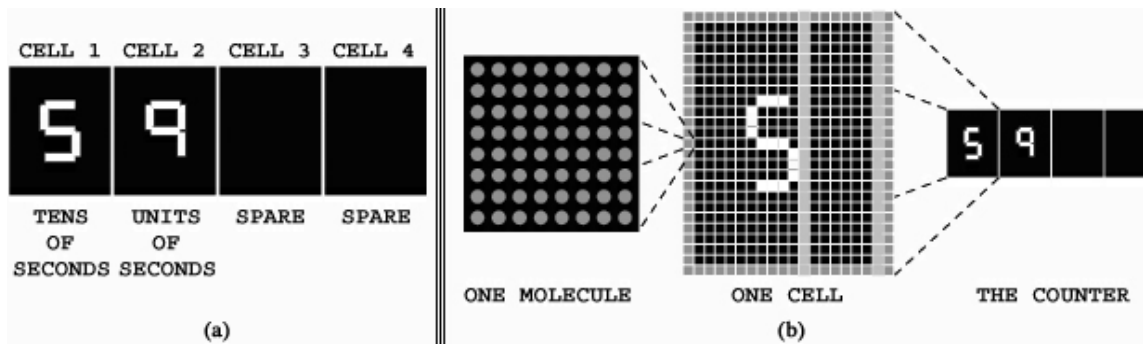 CELL 1 CELL 2 CELL 3 CELL 4
5 9
TENS OF SECONDS
UNITS OF SECONDS
SPARE
SPARE
(a)
5
5 9
ONE MOLECULE
ONE CELL
THE COUNTER
(b)